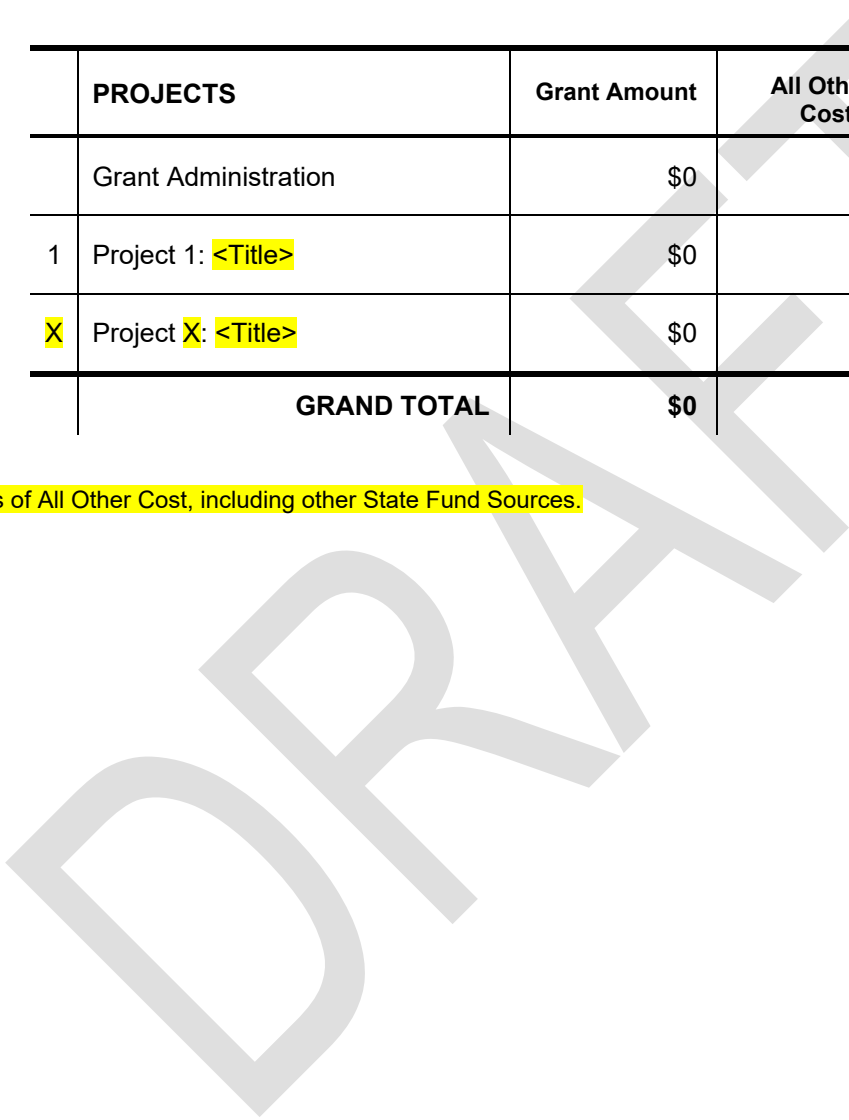 PROJECTS Grant Amount All Oth
Cost
Grant Administration $0
1 Project 1: <Title> $0
X Project X: <Title> $0
GRAND TOTAL $0
s of All Other Cost, including other State Fund Sources.
DRAFT